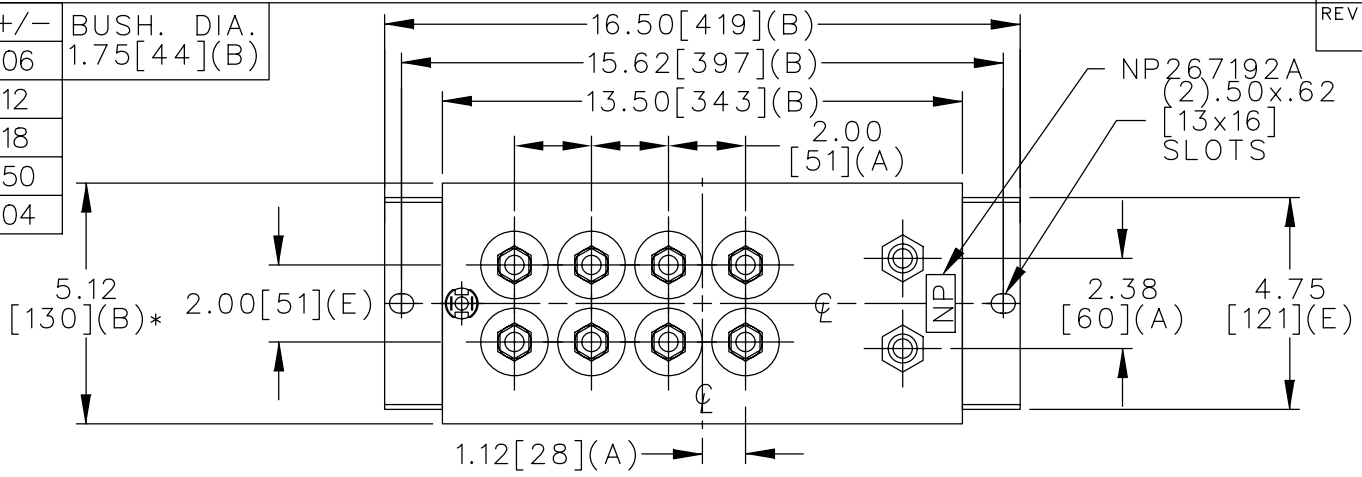 +/-
06
12
18
50
04
BUSH. DIA.
1.75[44](B)
REV
16.50[419](B)
15.62[397](B)
13.50[343](B)
2.00
[51](A)
NP267192A
(2).50x.62
[13x16]
SLOTS
5.12
[130](B)*
2.00[51](E)
NP
2.38
[60](A)
4.75
[121](E)
℄
℄
1.12[28](A)